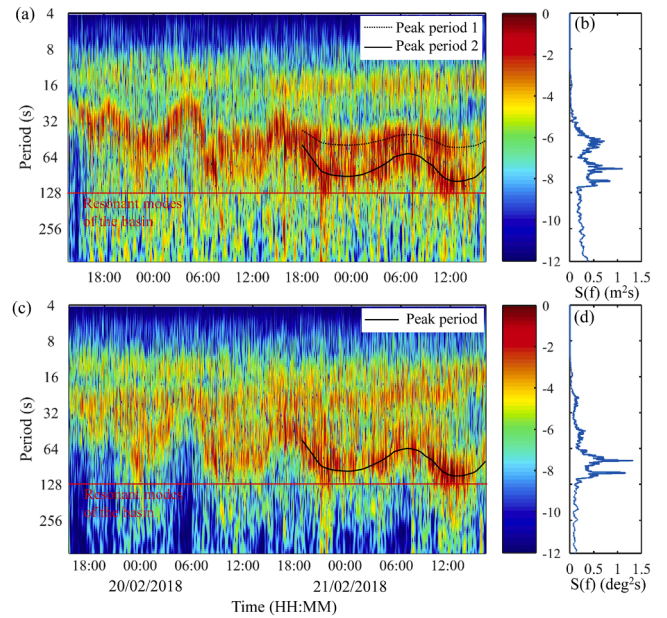 (a)
Peak period 1
Peak period 2
4
8
16
32
64
128
256
Period (s)
Resonant modes
of the basin
18:00 00:00 06:00 12:00 18:00 00:00 06:00 12:00
0
-2
-4
-6
-8
-10
-12
(b)
0 0.5 1 1.5
S(f) (m²s)
(c)
Peak period
4
8
16
32
64
128
256
Period (s)
Resonant modes
of the basin
18:00 00:00 06:00 12:00 18:00 00:00 06:00 12:00
20/02/2018 21/02/2018
Time (HH:MM)
0
-2
-4
-6
-8
-10
-12
(d)
0 0.5 1 1.5
S(f) (deg²s)